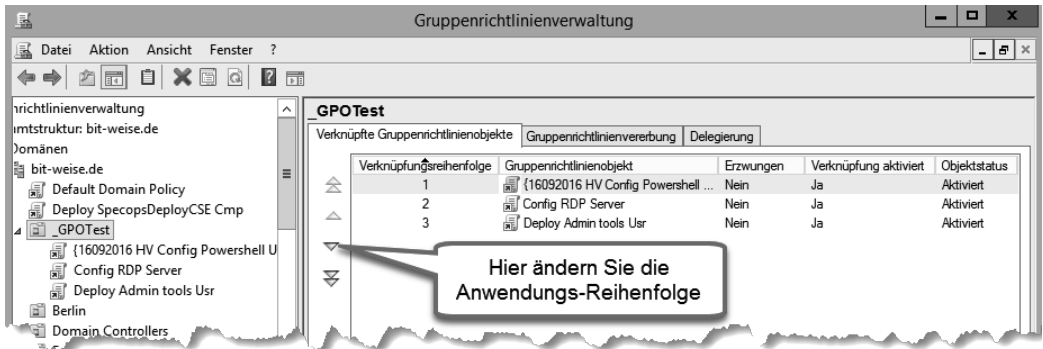 Gruppenrichtlinienverwaltung
Datei Aktion Ansicht Fenster ?
nrichtlinienverwaltung
amtstruktur: bit-weise.de
Domänen
bit-weise.de
Default Domain Policy
Deploy SpecopsDeployCSE Cmp
_GPOTest
{16092016 HV Config Powershell U
Config RDP Server
Deploy Admin tools Usr
Berlin
Domain Controllers
_GPOTest
Verknüpfte Gruppenrichtlinienobjekte Gruppenrichtlinienvererbung Delegierung
Verknüpfungsreihenfolge Gruppenrichtlinienobjekt Erzwungen Verknüpfung aktiviert Objektstatus
1 {16092016 HV Config Powershell ... Nein Ja Aktiviert
2 Config RDP Server Nein Ja Aktiviert
3 Deploy Admin tools Usr Nein Ja Aktiviert
Hier ändern Sie die
Anwendungs-Reihenfolge